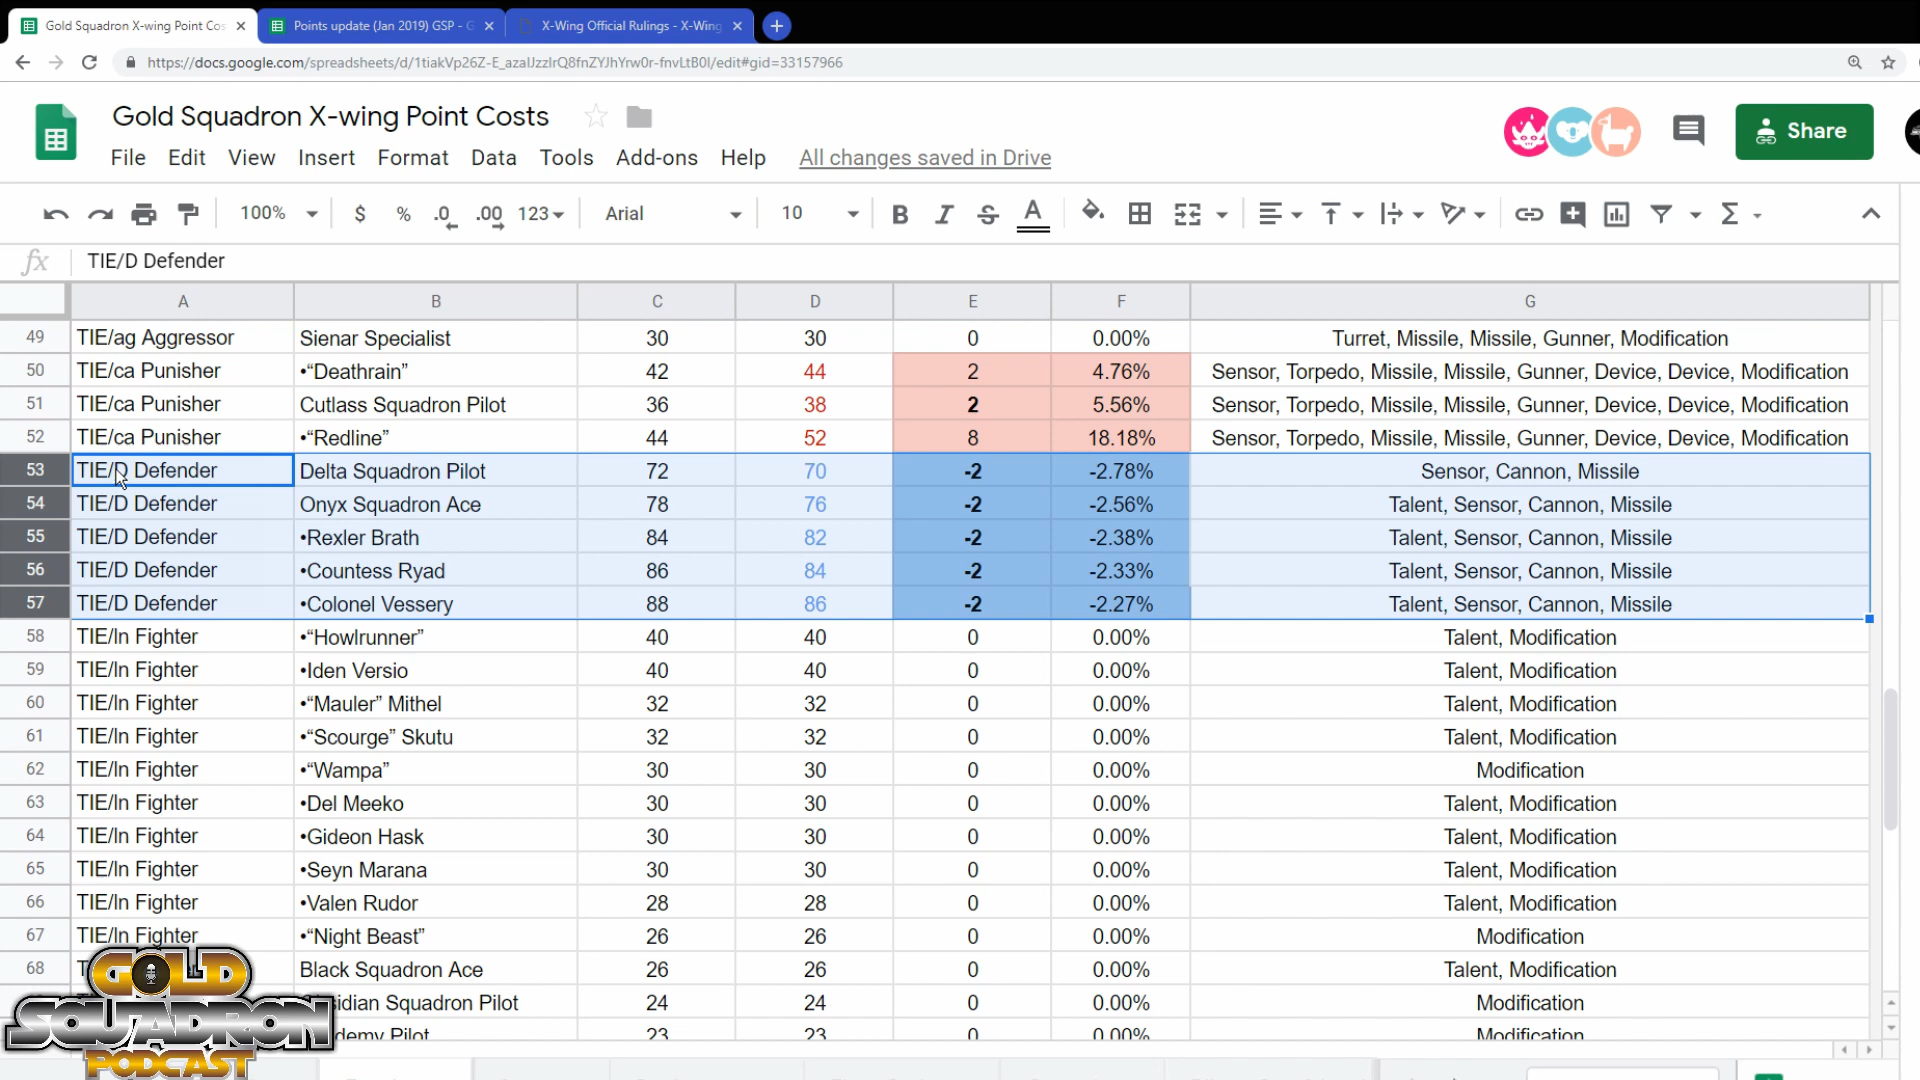 Gold Squadron X-wing Point Cos
Points update (Jan 2019) GSP - G
X-Wing Official Rulings - X-Wing
https://docs.google.com/spreadsheets/d/1tiakVp26Z-E_azaIJzzIrQ8fnZYJhYrw0r-fnvLtB0I/edit#gid=33157966
Gold Squadron X-wing Point Costs
File Edit View Insert Format Data Tools Add-ons Help All changes saved in Drive
Share
100% $ % .0 .00 123 Arial 10 B I S A Σ
fx TIE/D Defender
A B C D E F G
49 TIE/ag Aggressor Sienar Specialist 30 30 0 0.00% Turret, Missile, Missile, Gunner, Modification
50 TIE/ca Punisher •“Deathrain” 42 44 2 4.76% Sensor, Torpedo, Missile, Missile, Gunner, Device, Device, Modification
51 TIE/ca Punisher Cutlass Squadron Pilot 36 38 2 5.56% Sensor, Torpedo, Missile, Missile, Gunner, Device, Device, Modification
52 TIE/ca Punisher •“Redline” 44 52 8 18.18% Sensor, Torpedo, Missile, Missile, Gunner, Device, Device, Modification
53 TIE/D Defender Delta Squadron Pilot 72 70 -2 -2.78% Sensor, Cannon, Missile
54 TIE/D Defender Onyx Squadron Ace 78 76 -2 -2.56% Talent, Sensor, Cannon, Missile
55 TIE/D Defender •Rexler Brath 84 82 -2 -2.38% Talent, Sensor, Cannon, Missile
56 TIE/D Defender •Countess Ryad 86 84 -2 -2.33% Talent, Sensor, Cannon, Missile
57 TIE/D Defender •Colonel Vessery 88 86 -2 -2.27% Talent, Sensor, Cannon, Missile
58 TIE/ln Fighter •“Howlrunner” 40 40 0 0.00% Talent, Modification
59 TIE/ln Fighter •Iden Versio 40 40 0 0.00% Talent, Modification
60 TIE/ln Fighter •“Mauler” Mithel 32 32 0 0.00% Talent, Modification
61 TIE/ln Fighter •“Scourge” Skutu 32 32 0 0.00% Talent, Modification
62 TIE/ln Fighter •“Wampa” 30 30 0 0.00% Modification
63 TIE/ln Fighter •Del Meeko 30 30 0 0.00% Talent, Modification
64 TIE/ln Fighter •Gideon Hask 30 30 0 0.00% Talent, Modification
65 TIE/ln Fighter •Seyn Marana 30 30 0 0.00% Talent, Modification
66 TIE/ln Fighter •Valen Rudor 28 28 0 0.00% Talent, Modification
67 TIE/ln Fighter •“Night Beast” 26 26 0 0.00% Modification
68 Black Squadron Ace 26 26 0 0.00% Talent, Modification
sidian Squadron Pilot 24 24 0 0.00% Modification
demy Pilot 23 23 0 0.00% Modification
GOLD
SQUADRON
PODCAST